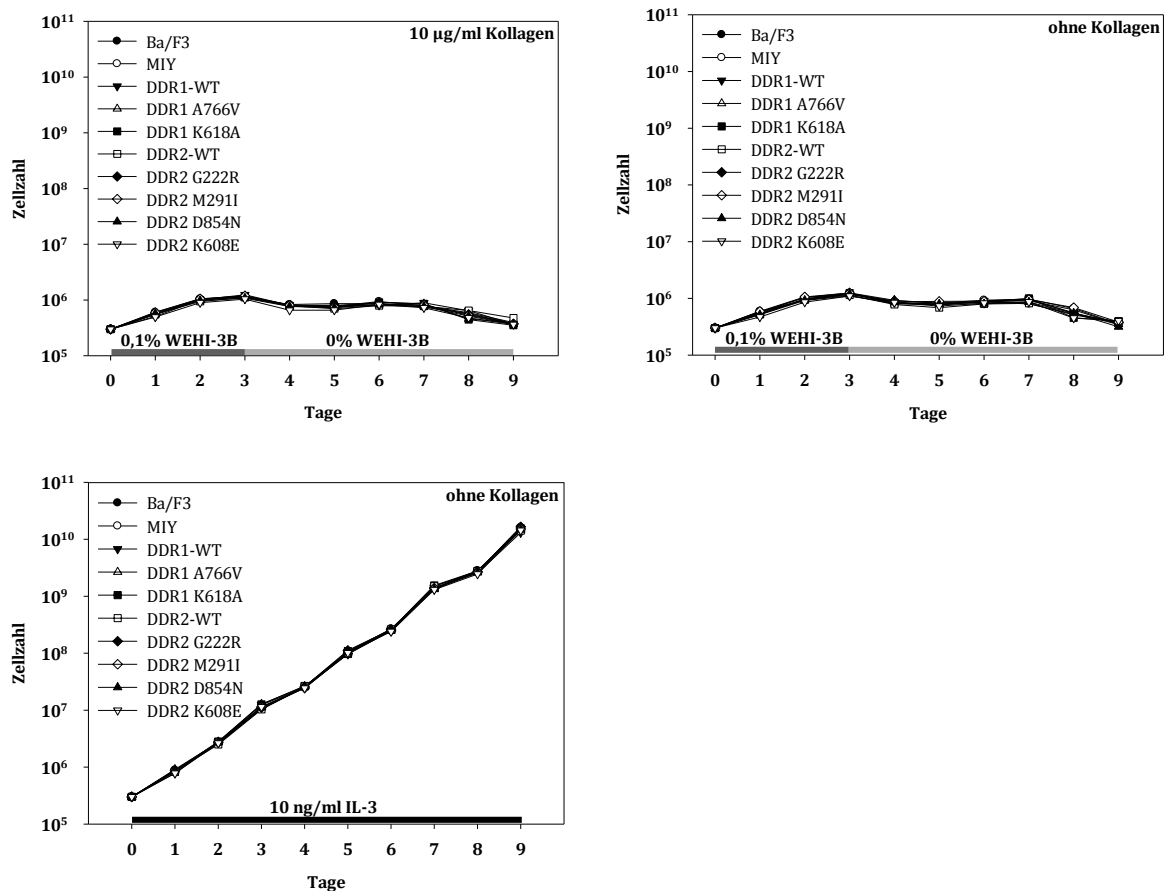 10 µg/ml Kollagen
Zellzahl
10¹¹
10¹⁰
10⁹
10⁸
10⁷
10⁶
10⁵
Ba/F3
MIY
DDR1-WT
DDR1 A766V
DDR1 K618A
DDR2-WT
DDR2 G222R
DDR2 M291I
DDR2 D854N
DDR2 K608E
0,1% WEHI-3B 0% WEHI-3B
0 1 2 3 4 5 6 7 8 9
Tage
ohne Kollagen
Zellzahl
10¹¹
10¹⁰
10⁹
10⁸
10⁷
10⁶
10⁵
Ba/F3
MIY
DDR1-WT
DDR1 A766V
DDR1 K618A
DDR2-WT
DDR2 G222R
DDR2 M291I
DDR2 D854N
DDR2 K608E
0,1% WEHI-3B 0% WEHI-3B
0 1 2 3 4 5 6 7 8 9
Tage
ohne Kollagen
Zellzahl
10¹¹
10¹⁰
10⁹
10⁸
10⁷
10⁶
10⁵
Ba/F3
MIY
DDR1-WT
DDR1 A766V
DDR1 K618A
DDR2-WT
DDR2 G222R
DDR2 M291I
DDR2 D854N
DDR2 K608E
10 ng/ml IL-3
0 1 2 3 4 5 6 7 8 9
Tage